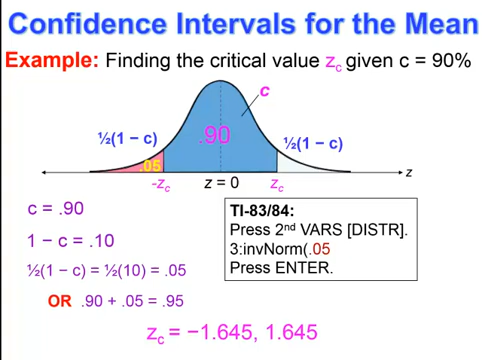 Confidence Intervals for the Mean
Example: Finding the critical value zc given c = 90%
c
½(1 − c) .90 ½(1 − c)
.05
z
-zc z = 0 zc
c = .90
1 − c = .10
½(1 − c) = ½(10) = .05
OR .90 + .05 = .95
TI-83/84:
Press 2nd VARS [DISTR].
3:invNorm(.05
Press ENTER.
zc = −1.645, 1.645